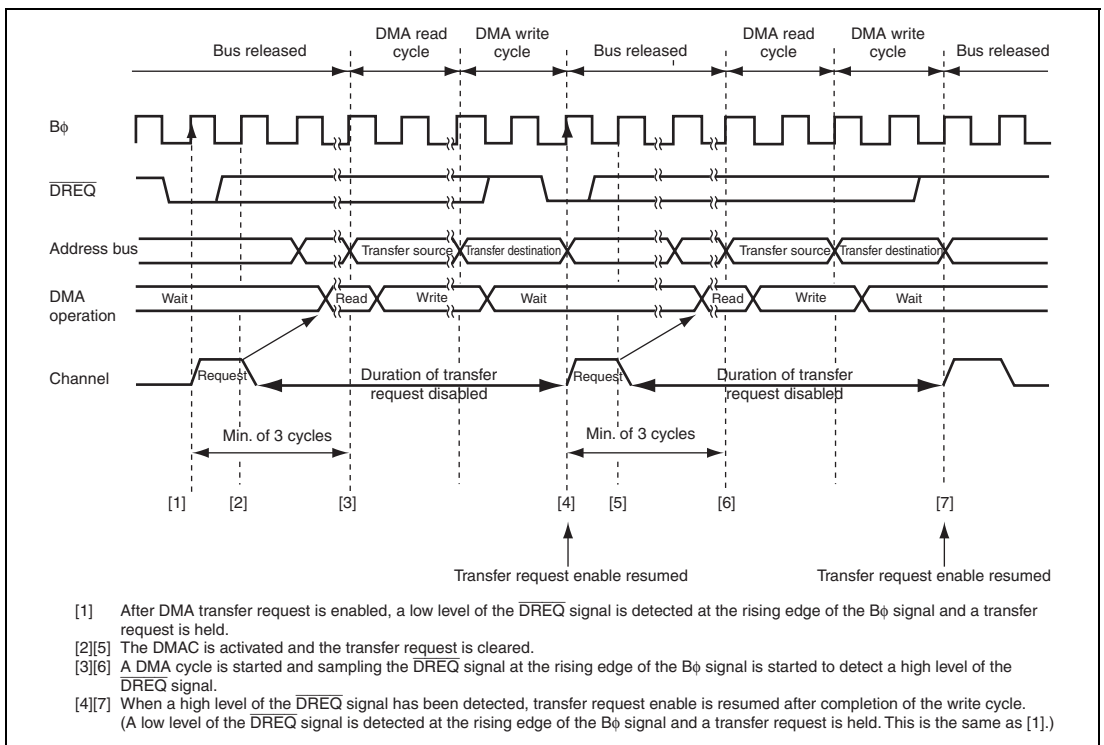 Bus released DMA read cycle DMA write cycle Bus released DMA read cycle DMA write cycle Bus released
Bϕ
DREQ
Address bus Transfer source Transfer destination Transfer source Transfer destination
DMA operation Wait Read Write Wait Read Write Wait
Channel Request Duration of transfer request disabled Request Duration of transfer request disabled
Min. of 3 cycles Min. of 3 cycles
[1] [2] [3] [4] [5] [6] [7]
Transfer request enable resumed Transfer request enable resumed
[1] After DMA transfer request is enabled, a low level of the DREQ signal is detected at the rising edge of the Bϕ signal and a transfer
request is held.
[2][5] The DMAC is activated and the transfer request is cleared.
[3][6] A DMA cycle is started and sampling the DREQ signal at the rising edge of the Bϕ signal is started to detect a high level of the
DREQ signal.
[4][7] When a high level of the DREQ signal has been detected, transfer request enable is resumed after completion of the write cycle.
(A low level of the DREQ signal is detected at the rising edge of the Bϕ signal and a transfer request is held. This is the same as [1].)